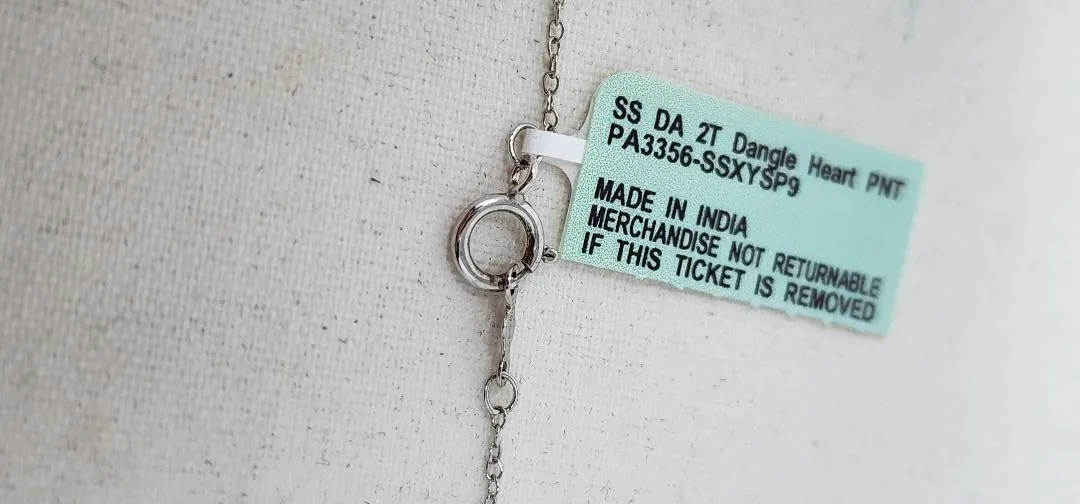 SS DA 2T Dangle Heart PNT
PA3356-SSXYSP9
MADE IN INDIA
MERCHANDISE NOT RETURNABLE
IF THIS TICKET IS REMOVED